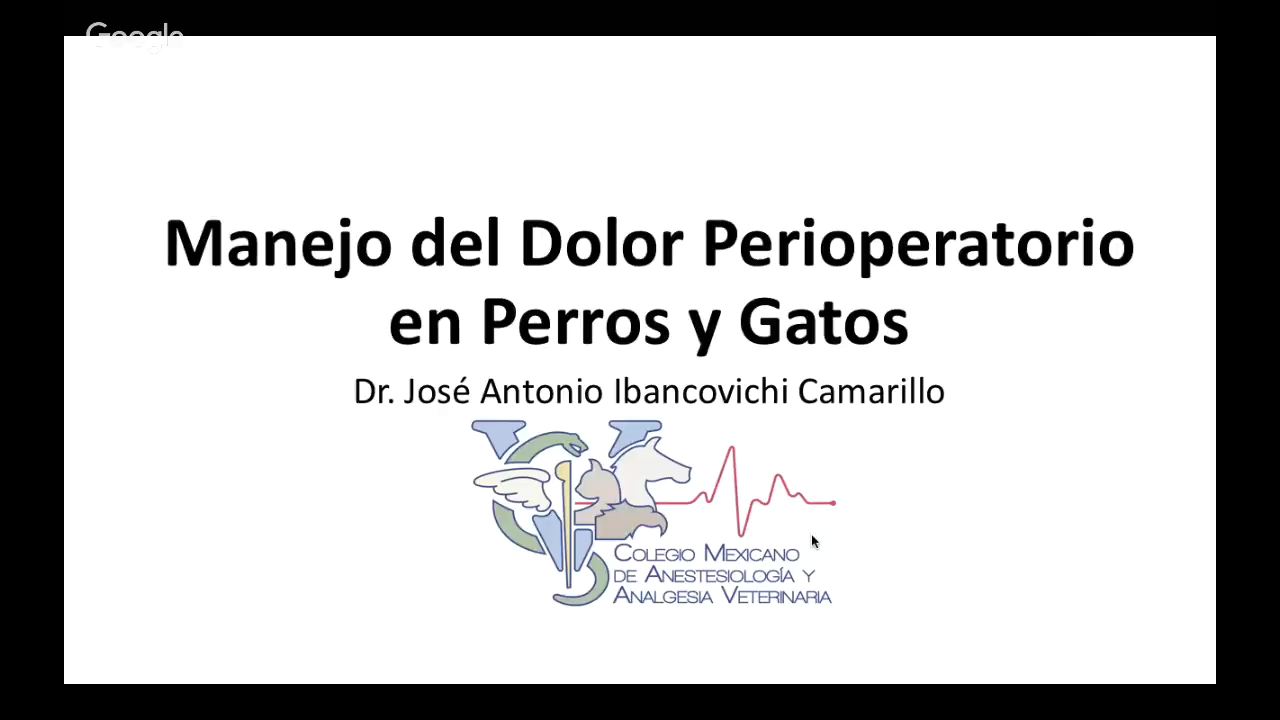 Google
Manejo del Dolor Perioperatorio
en Perros y Gatos
Dr. José Antonio Ibancovichi Camarillo
Colegio Mexicano
de Anestesiología y
Analgesia Veterinaria